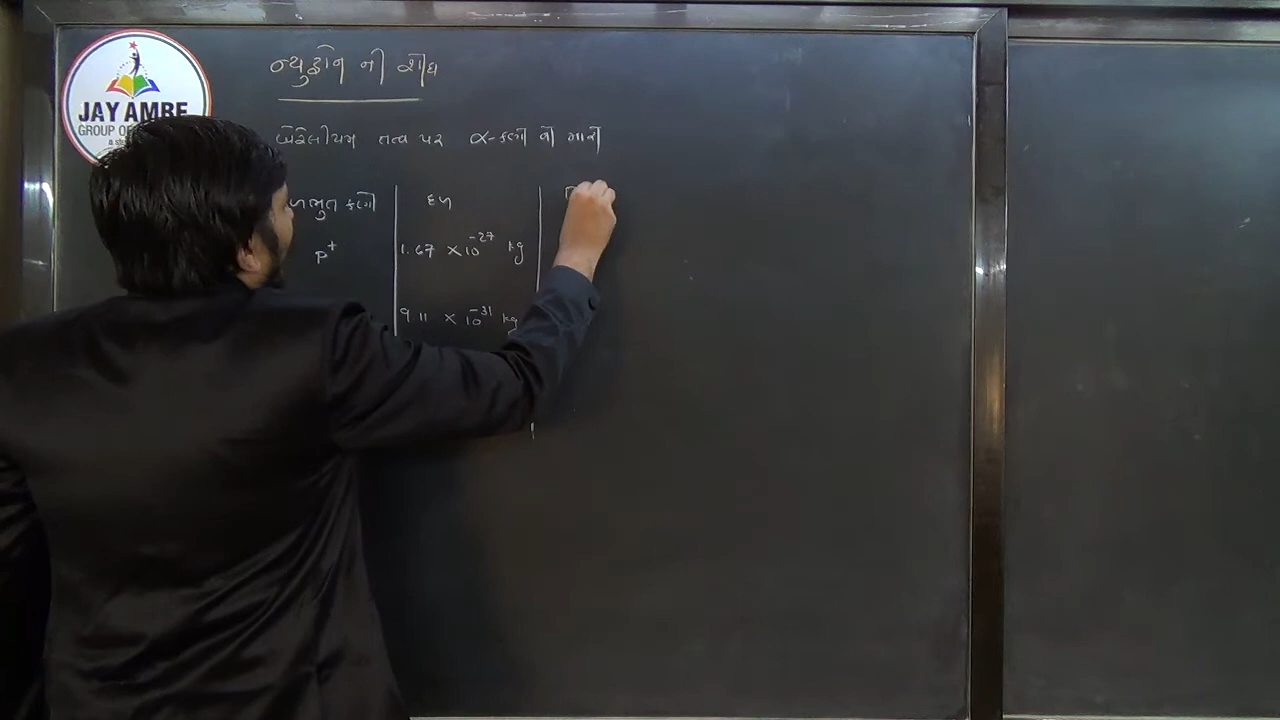 JAY AMBE
GROUP OF
ન્યુટ્રોન ની શોધ
બેરેલીયમ તત્વ પર α-કણો નો મારો
ળભુત કણો દળ
P⁺ 1.67 × 10⁻²⁷ kg
9.11 × 10⁻³¹ kg